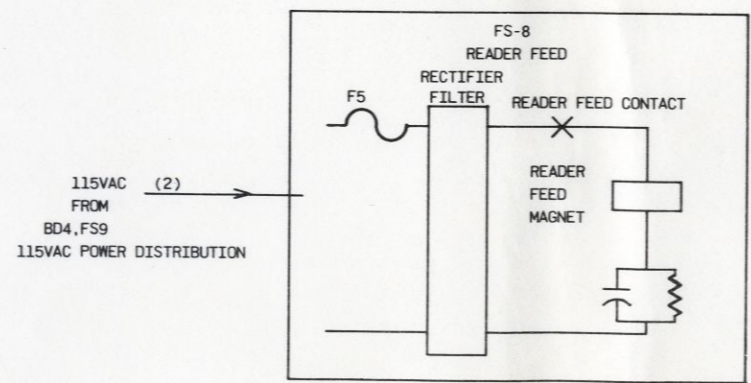 FS-8
READER FEED
RECTIFIER
FILTER
F5
READER FEED CONTACT
READER
FEED
MAGNET
115VAC (2)
FROM
BD4,FS9
115VAC POWER DISTRIBUTION